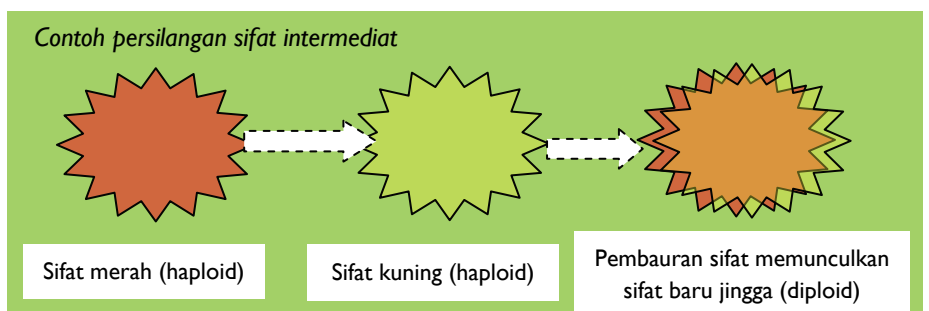 Contoh persilangan sifat intermediat
Sifat merah (haploid)
Sifat kuning (haploid)
Pembauran sifat memunculkan
sifat baru jingga (diploid)